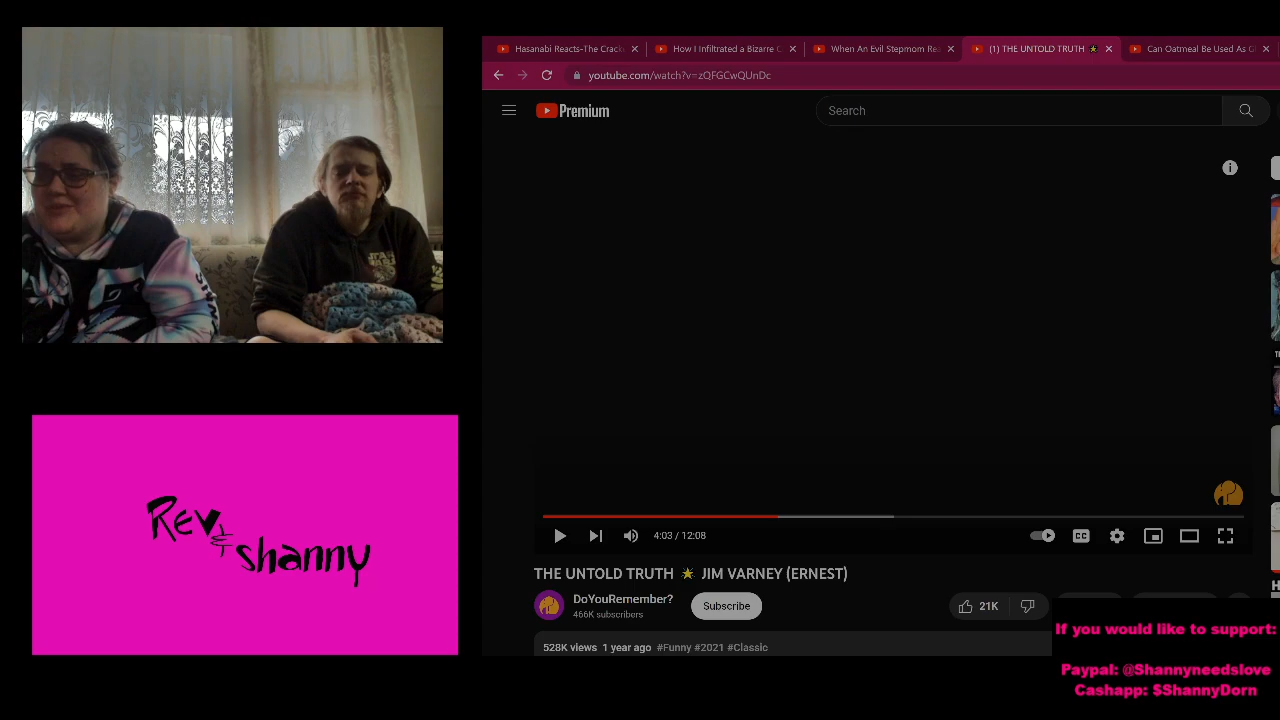 Hasanabi Reacts-The Crack
How I Infiltrated a Bizarre C
When An Evil Stepmom Rea
(1) THE UNTOLD TRUTH
Can Oatmeal Be Used As G
youtube.com/watch?v=zQFGCwQUnDc
Premium
Search
Rev
&
shanny
4:03 / 12:08
CC
THE UNTOLD TRUTH JIM VARNEY (ERNEST)
DoYouRemember?
466K subscribers
Subscribe
21K
528K views 1 year ago #Funny #2021 #Classic
If you would like to support:
Paypal: @Shannyneedslove
Cashapp: $ShannyDorn